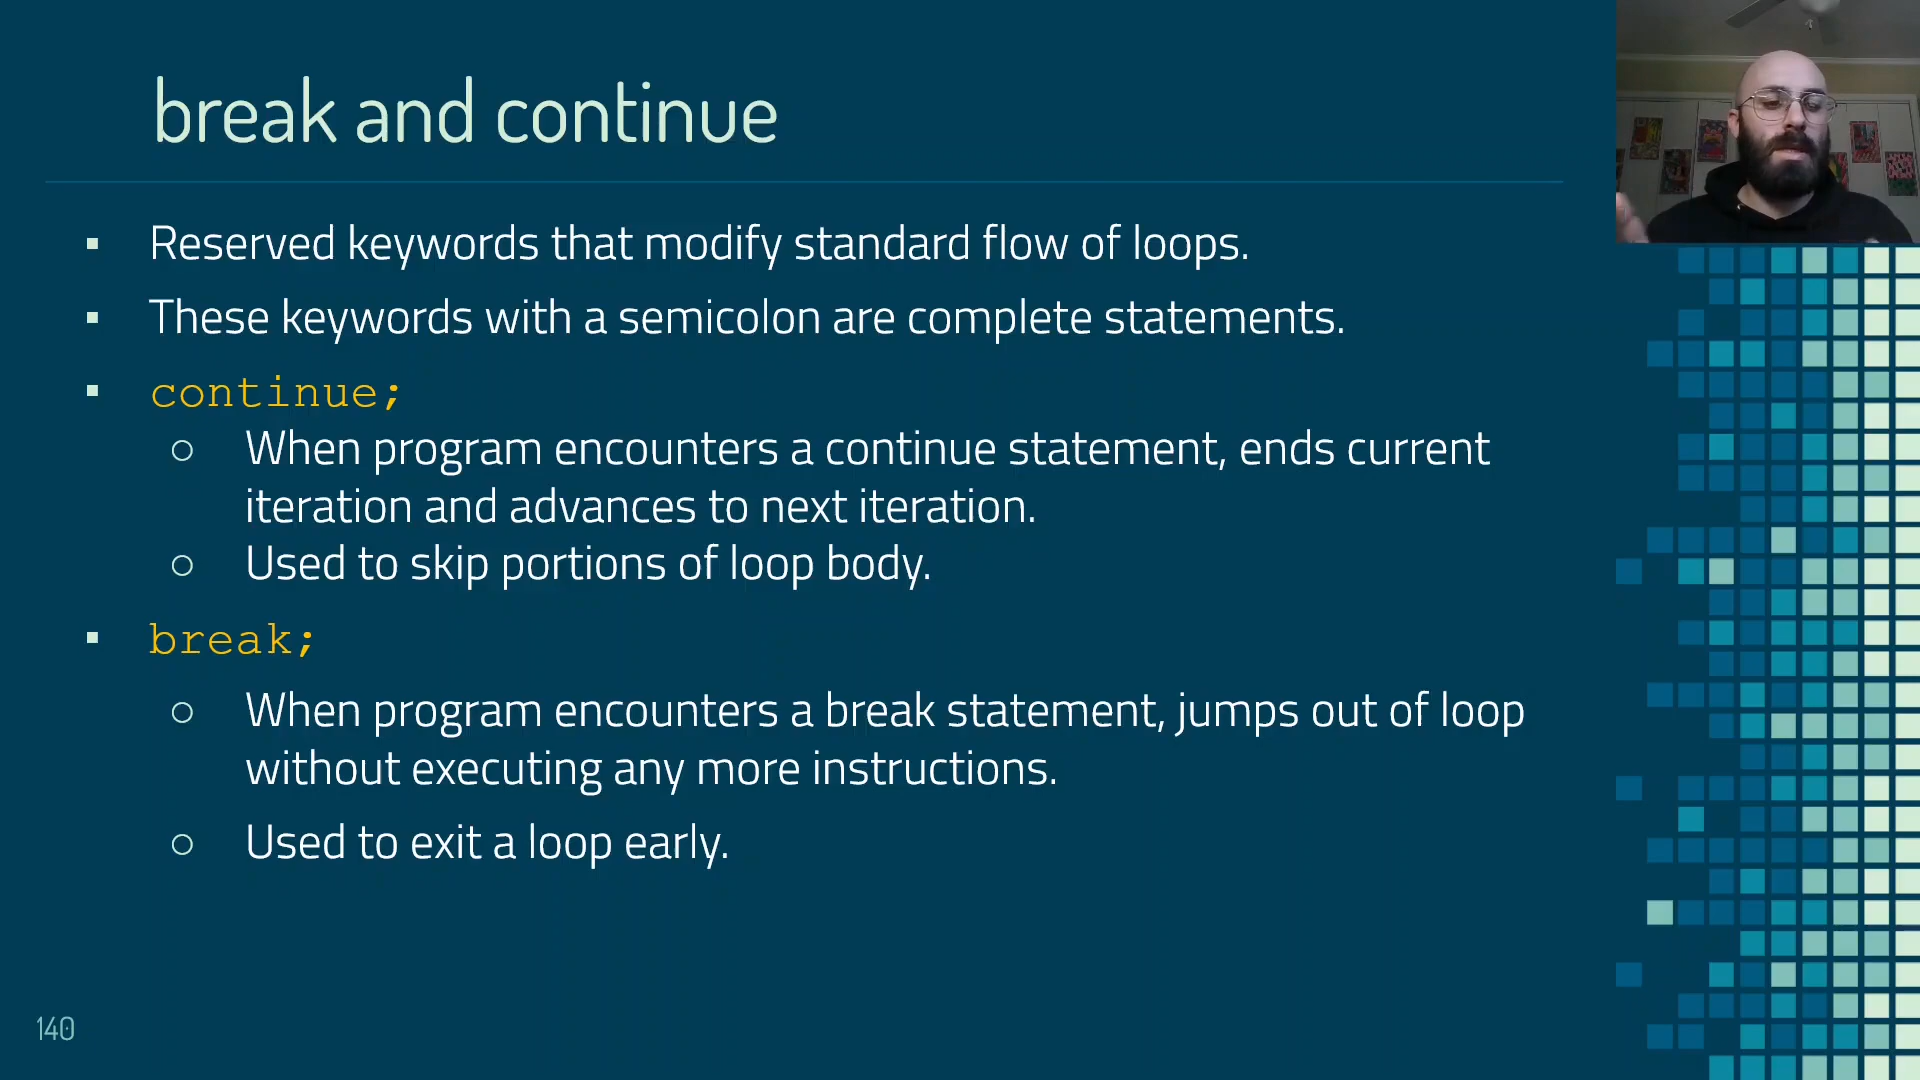 break and continue
Reserved keywords that modify standard flow of loops.
These keywords with a semicolon are complete statements.
continue;
When program encounters a continue statement, ends current
iteration and advances to next iteration.
Used to skip portions of loop body.
break;
When program encounters a break statement, jumps out of loop
without executing any more instructions.
Used to exit a loop early.
140